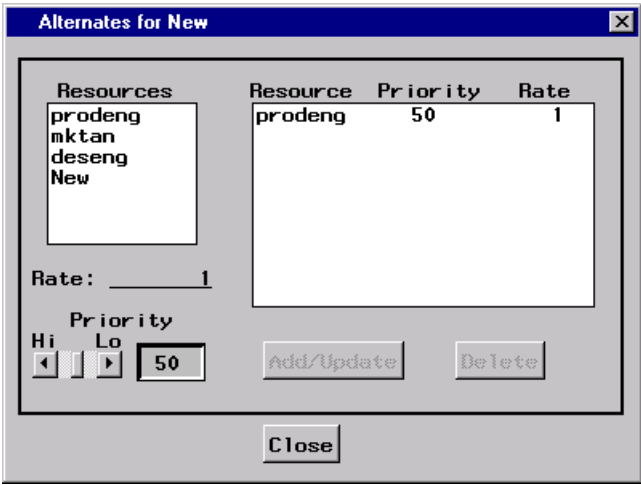 Alternates for New
Resources
prodeng
mktan
deseng
New
Resource Priority Rate
prodeng 50 1
Rate: 1
Priority
Hi Lo
50
Add/Update
Delete
Close